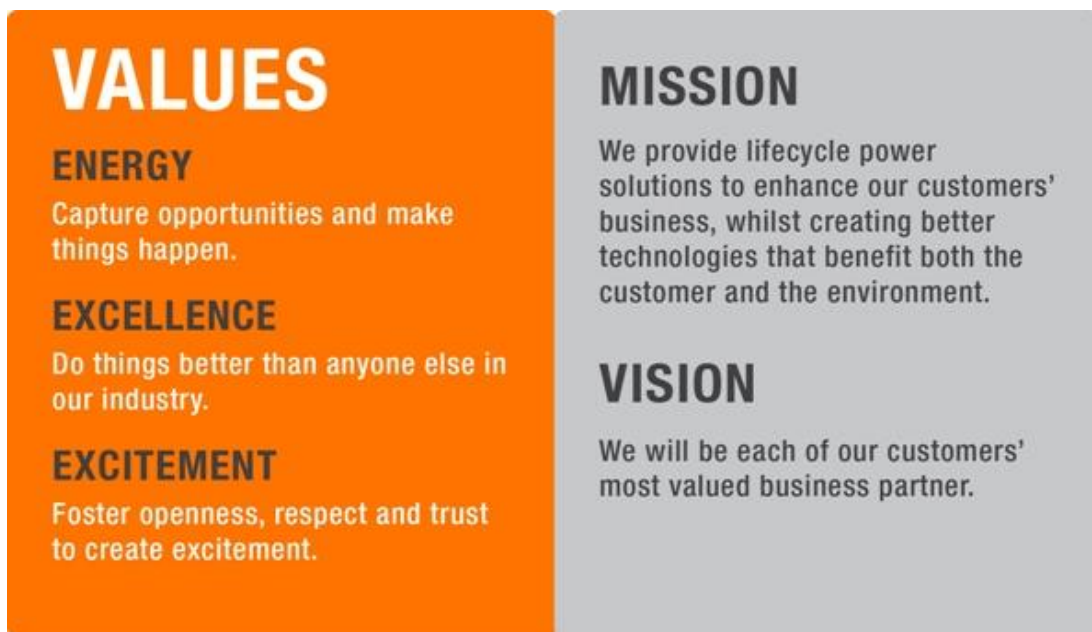 VALUES
ENERGY
Capture opportunities and make
things happen.
EXCELLENCE
Do things better than anyone else in
our industry.
EXCITEMENT
Foster openness, respect and trust
to create excitement.
MISSION
We provide lifecycle power
solutions to enhance our customers’
business, whilst creating better
technologies that benefit both the
customer and the environment.
VISION
We will be each of our customers’
most valued business partner.